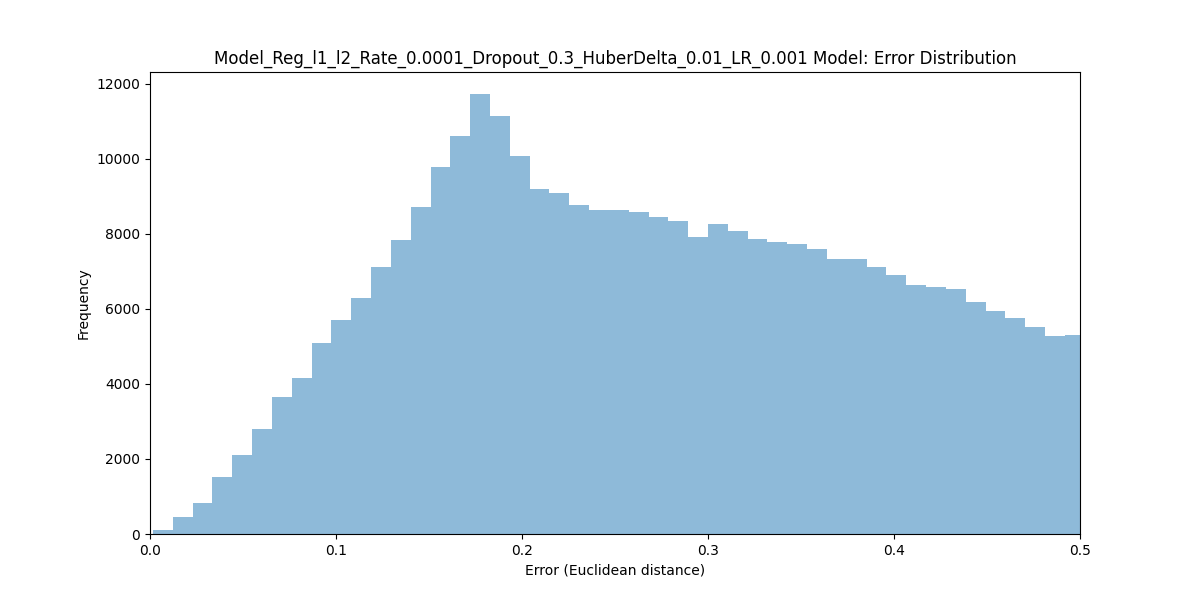 Model_Reg_l1_l2_Rate_0.0001_Dropout_0.3_HuberDelta_0.01_LR_0.001 Model: Error Distribution
12000
10000
8000
6000
4000
2000
0
Frequency
0.0 0.1 0.2 0.3 0.4 0.5
Error (Euclidean distance)